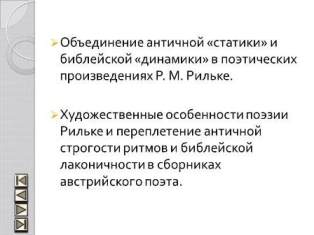 Объединение античной «статики» и
библейской «динамики» в поэтических
произведениях Р. М. Рильке.
Художественные особенности поэзии
Рильке и переплетение античной
строгости ритмов и библейской
лаконичности в сборниках
австрийского поэта.